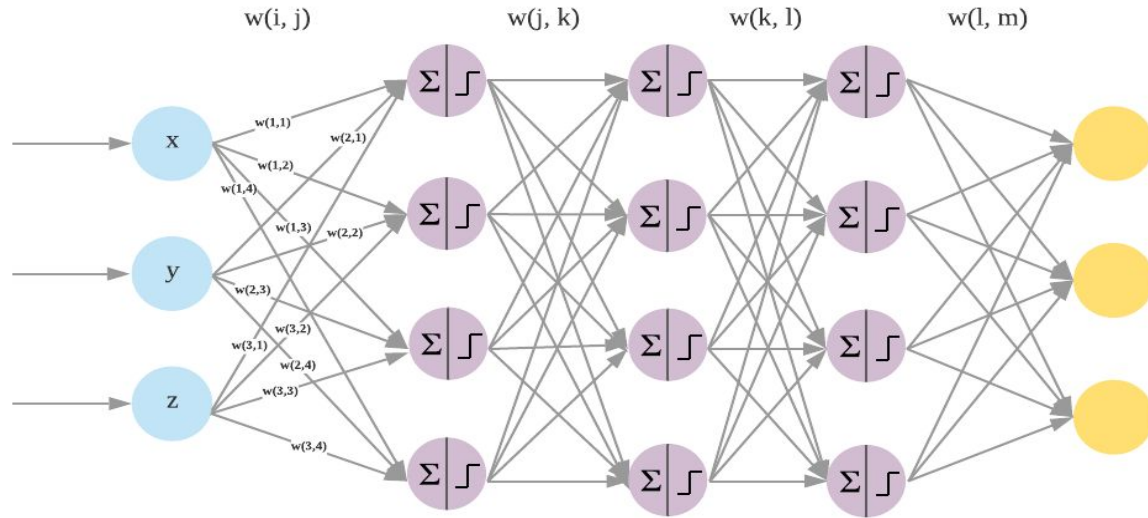 w(i, j) w(j, k) w(k, l) w(l, m)
Σ Σ Σ
x
w(1,1)
w(2,1)
w(1,2)
w(1,4)
Σ Σ Σ
w(1,3)
w(2,2)
y
w(2,3)
w(3,2)
w(3,1)
Σ Σ Σ
w(2,4)
w(3,3)
z
w(3,4)
Σ Σ Σ